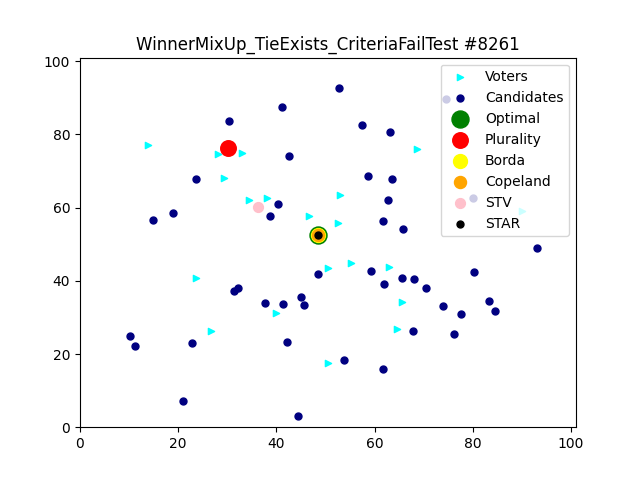 WinnerMixUp_TieExists_CriteriaFailTest #8261
100
80
60
40
20
0
0 20 40 60 80 100
Voters
Candidates
Optimal
Plurality
Borda
Copeland
STV
STAR